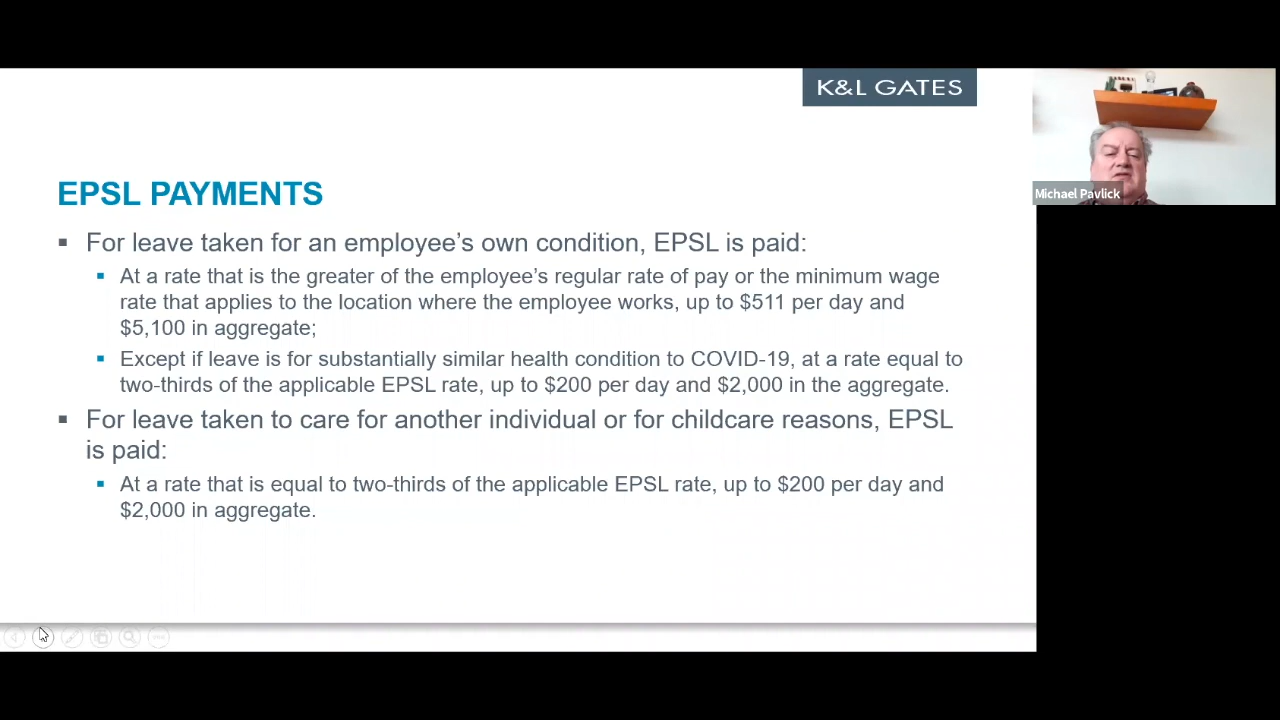 K&L GATES
EPSL PAYMENTS
▪ For leave taken for an employee's own condition, EPSL is paid:
▪ At a rate that is the greater of the employee's regular rate of pay or the minimum wage
rate that applies to the location where the employee works, up to $511 per day and
$5,100 in aggregate;
▪ Except if leave is for substantially similar health condition to COVID-19, at a rate equal to
two-thirds of the applicable EPSL rate, up to $200 per day and $2,000 in the aggregate.
▪ For leave taken to care for another individual or for childcare reasons, EPSL
is paid:
▪ At a rate that is equal to two-thirds of the applicable EPSL rate, up to $200 per day and
$2,000 in aggregate.
Michael Pavlick